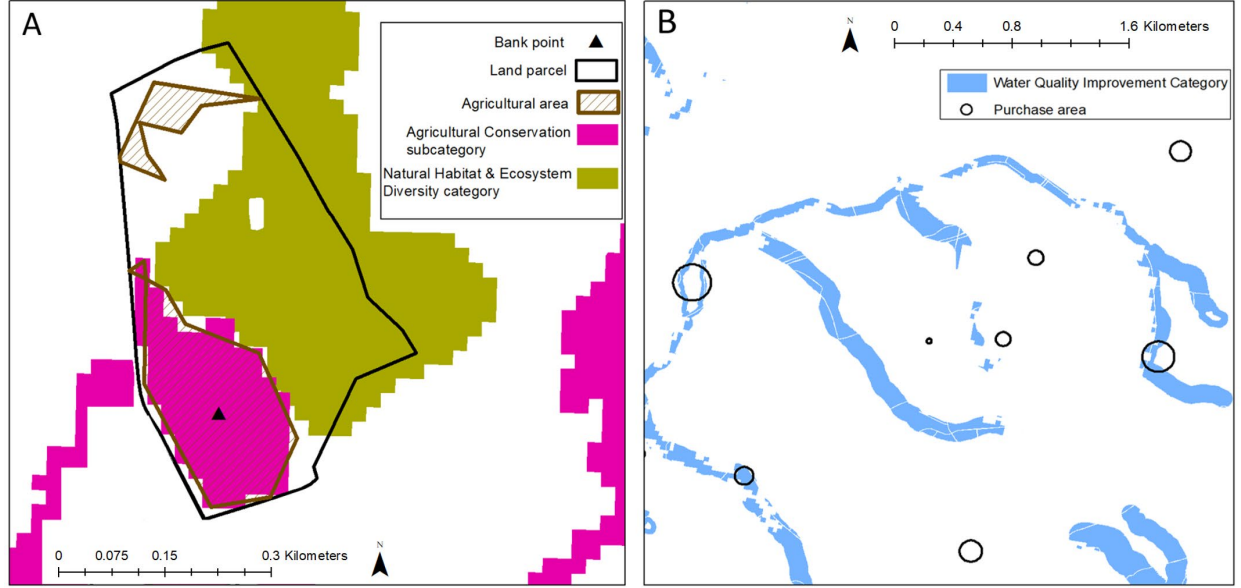 A
Bank point
Land parcel
Agricultural area
Agricultural Conservation
subcategory
Natural Habitat & Ecosystem
Diversity category
0 0.075 0.15 0.3 Kilometers
N
B
N
0 0.4 0.8 1.6 Kilometers
Water Quality Improvement Category
Purchase area